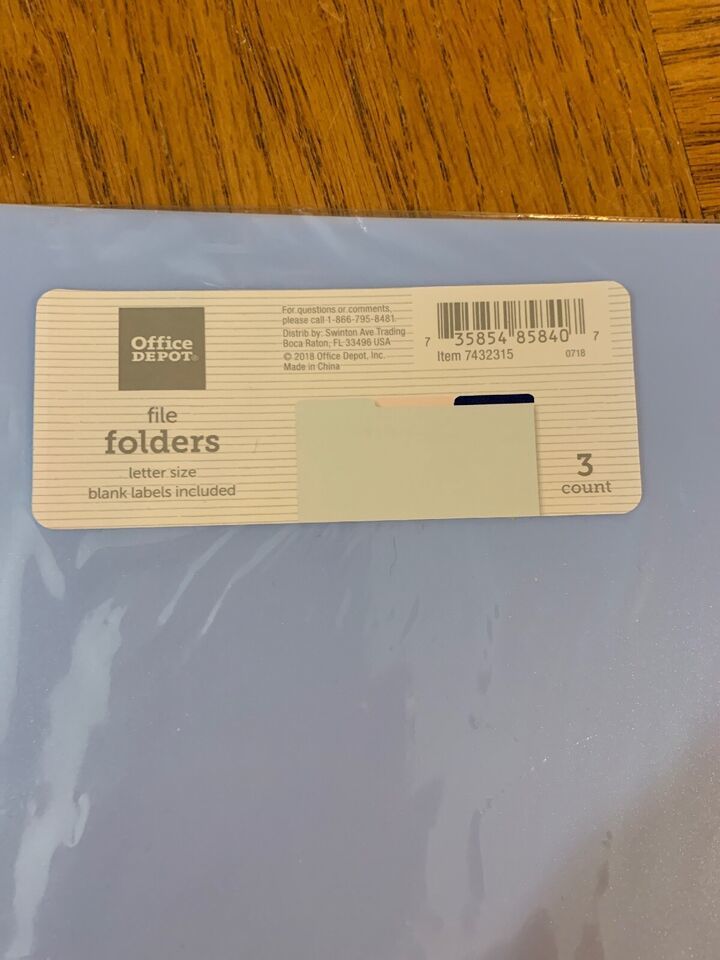 Office
DEPOT®
file
folders
letter size
blank labels included
For questions or comments,
please call 1-866-795-8481.
Distrib by: Swinton Ave Trading
Boca Raton, FL 33496 USA
© 2018 Office Depot, Inc.
Made in China
7 35854 85840 7
Item 7432315
0718
3
count